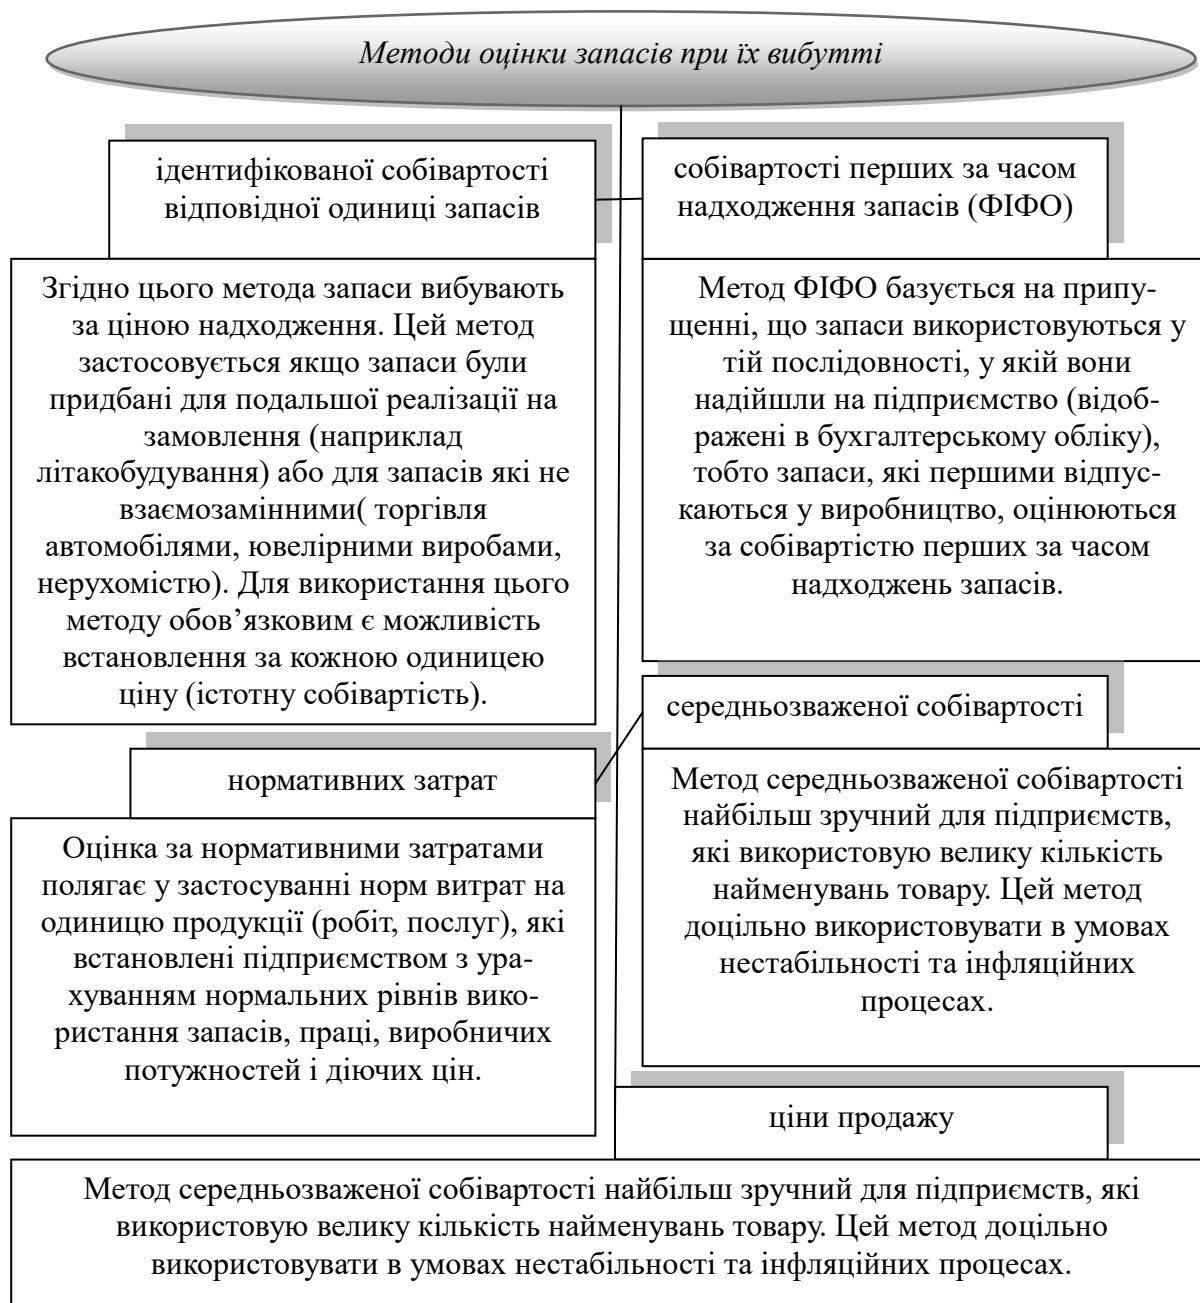 Методи оцінки запасів при їх вибутті
ідентифікованої собівартості
відповідної одиниці запасів
Згідно цього метода запаси вибувають
за ціною надходження. Цей метод
застосовується якщо запаси були
придбані для подальшої реалізації на
замовлення (наприклад
літакобудування) або для запасів які не
взаємозамінними( торгівля
автомобілями, ювелірними виробами,
нерухомістю). Для використання цього
методу обов’язковим є можливість
встановлення за кожною одиницею
ціну (істотну собівартість).
собівартості перших за часом
надходження запасів (ФІФО)
Метод ФІФО базується на припу-
щенні, що запаси використовуються у
тій послідовності, у якій вони
надійшли на підприємство (відоб-
ражені в бухгалтерському обліку),
тобто запаси, які першими відпус-
каються у виробництво, оцінюються
за собівартістю перших за часом
надходжень запасів.
нормативних затрат
Оцінка за нормативними затратами
полягає у застосуванні норм витрат на
одиницю продукції (робіт, послуг), які
встановлені підприємством з ура-
хуванням нормальних рівнів вико-
ристання запасів, праці, виробничих
потужностей і діючих цін.
середньозваженої собівартості
Метод середньозваженої собівартості
найбільш зручний для підприємств,
які використовую велику кількість
найменувань товару. Цей метод
доцільно використовувати в умовах
нестабільності та інфляційних
процесах.
ціни продажу
Метод середньозваженої собівартості найбільш зручний для підприємств, які
використовую велику кількість найменувань товару. Цей метод доцільно
використовувати в умовах нестабільності та інфляційних процесах.